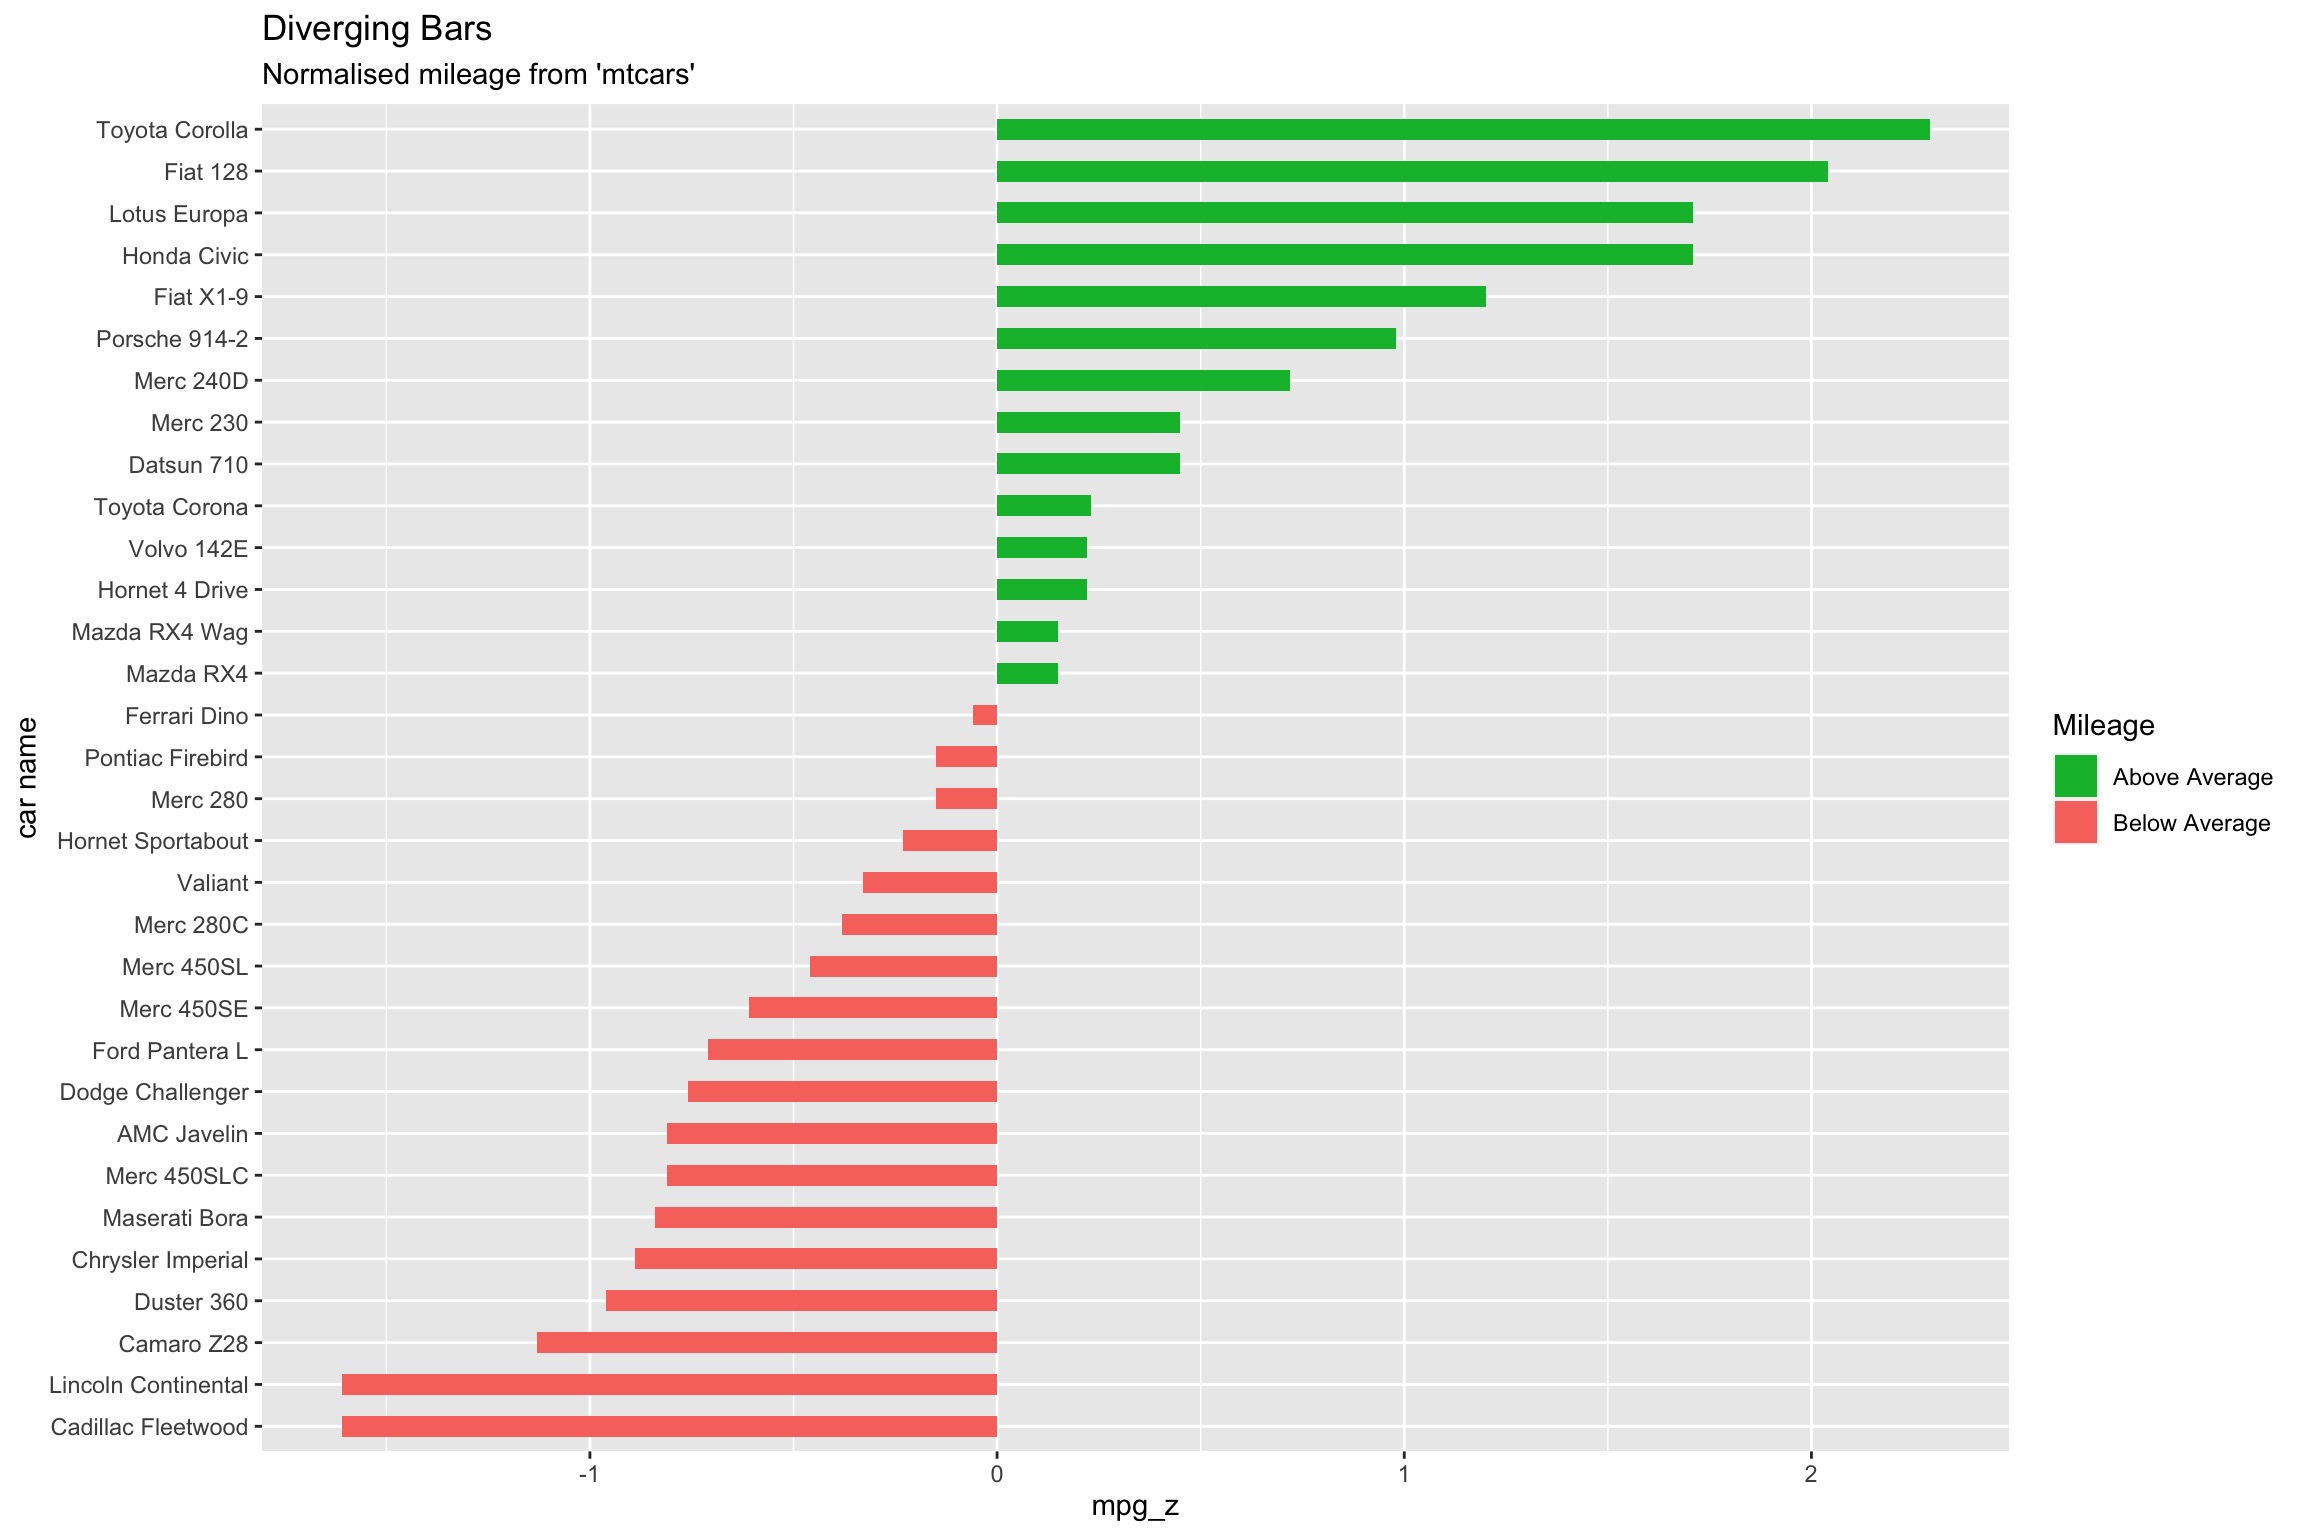 Diverging Bars
Normalised mileage from 'mtcars'
Toyota Corolla
Fiat 128
Lotus Europa
Honda Civic
Fiat X1-9
Porsche 914-2
Merc 240D
Merc 230
Datsun 710
Toyota Corona
Volvo 142E
Hornet 4 Drive
Mazda RX4 Wag
Mazda RX4
Ferrari Dino
Pontiac Firebird
Merc 280
Hornet Sportabout
Valiant
Merc 280C
Merc 450SL
Merc 450SE
Ford Pantera L
Dodge Challenger
AMC Javelin
Merc 450SLC
Maserati Bora
Chrysler Imperial
Duster 360
Camaro Z28
Lincoln Continental
Cadillac Fleetwood
car name
-1 0 1 2
mpg_z
Mileage
Above Average
Below Average